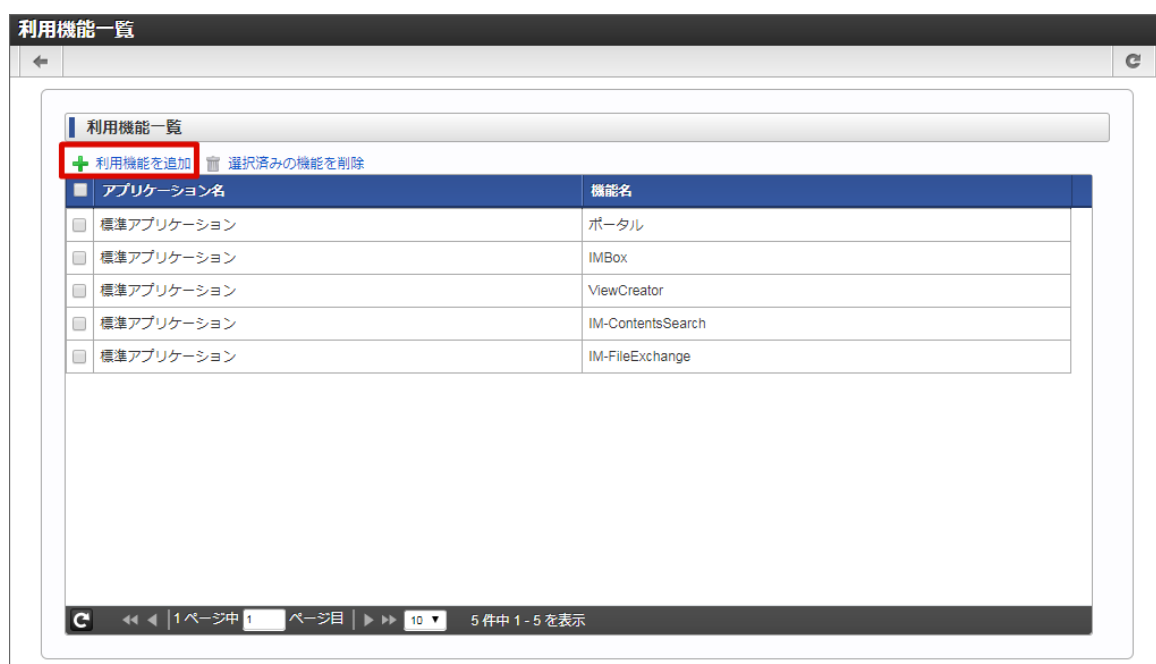 利用機能一覧
利用機能一覧
利用機能を追加 選択済みの機能を削除
アプリケーション名 機能名
標準アプリケーション ポータル
標準アプリケーション IMBox
標準アプリケーション ViewCreator
標準アプリケーション IM-ContentsSearch
標準アプリケーション IM-FileExchange
1 ページ中 1 ページ目 10 5 件中 1 - 5 を表示